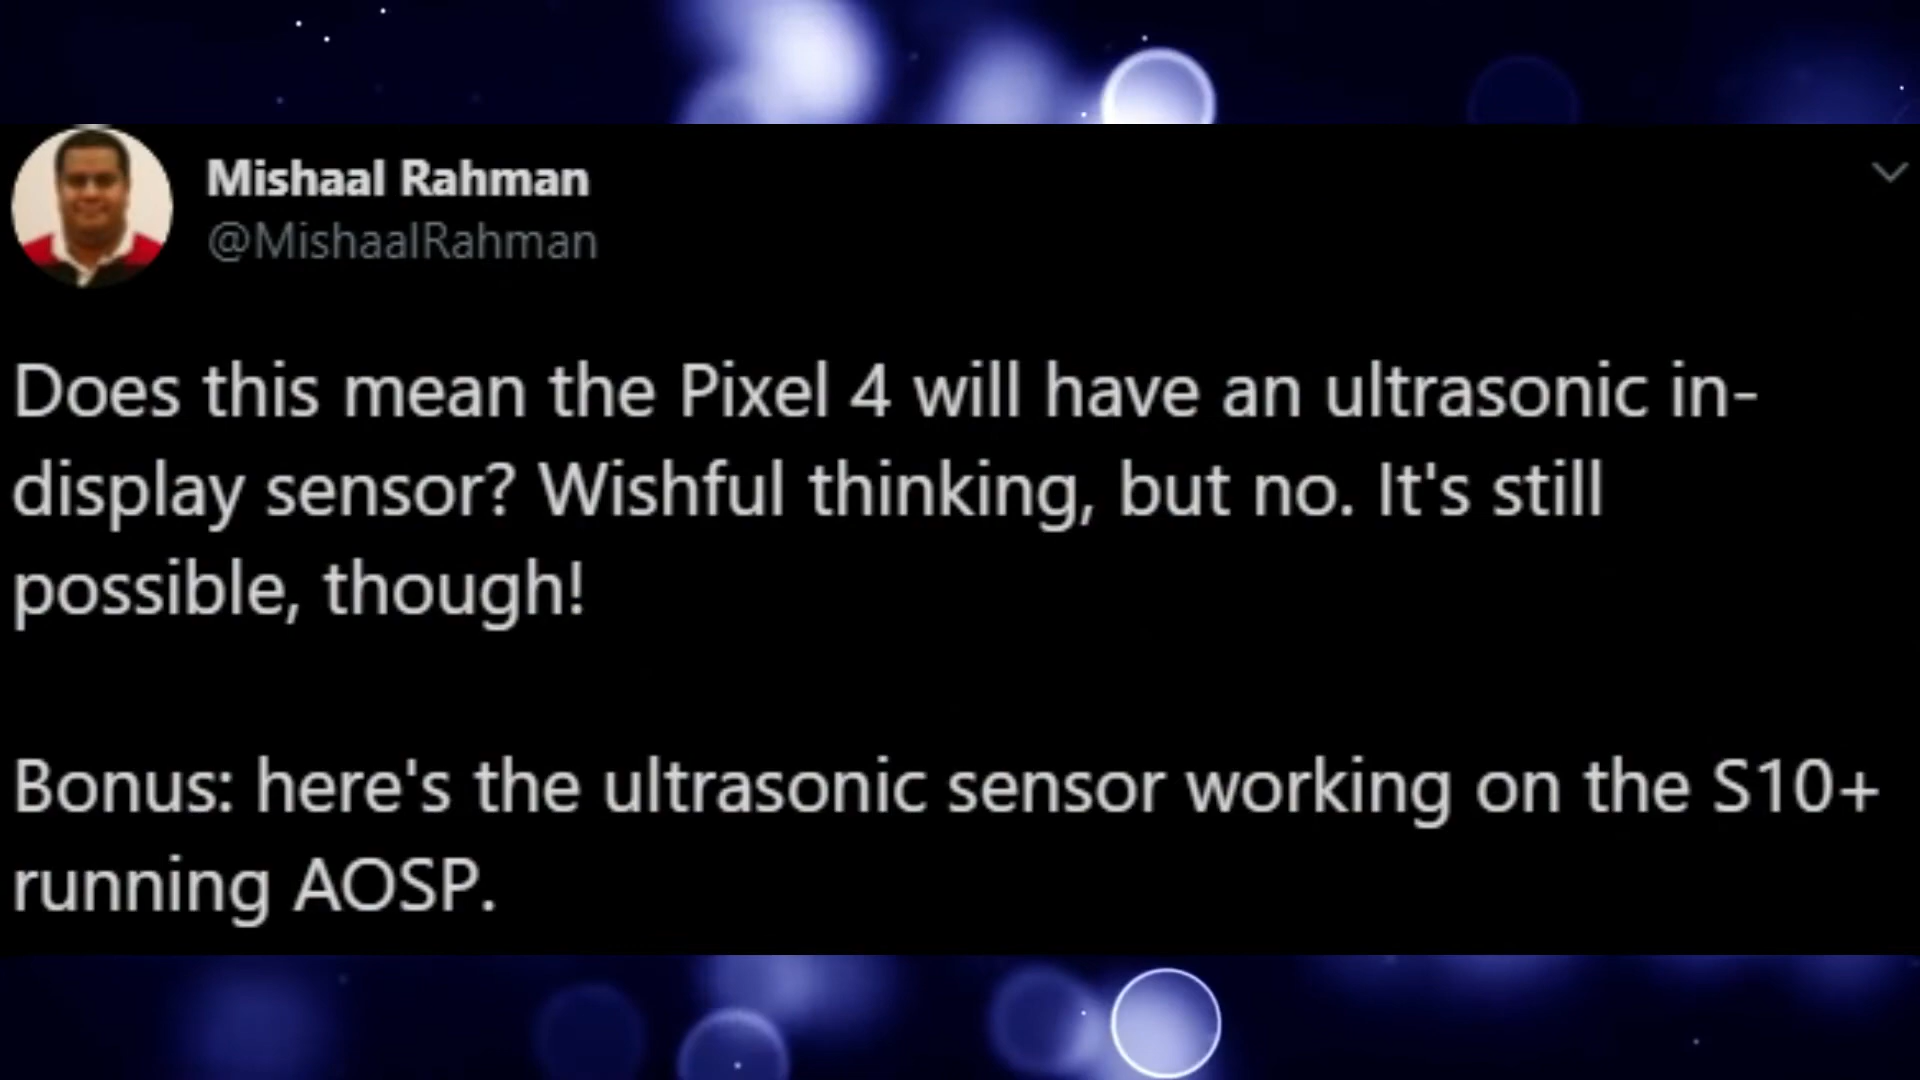 Mishaal Rahman
@MishaalRahman
Does this mean the Pixel 4 will have an ultrasonic in-
display sensor? Wishful thinking, but no. It's still
possible, though!
Bonus: here's the ultrasonic sensor working on the S10+
running AOSP.